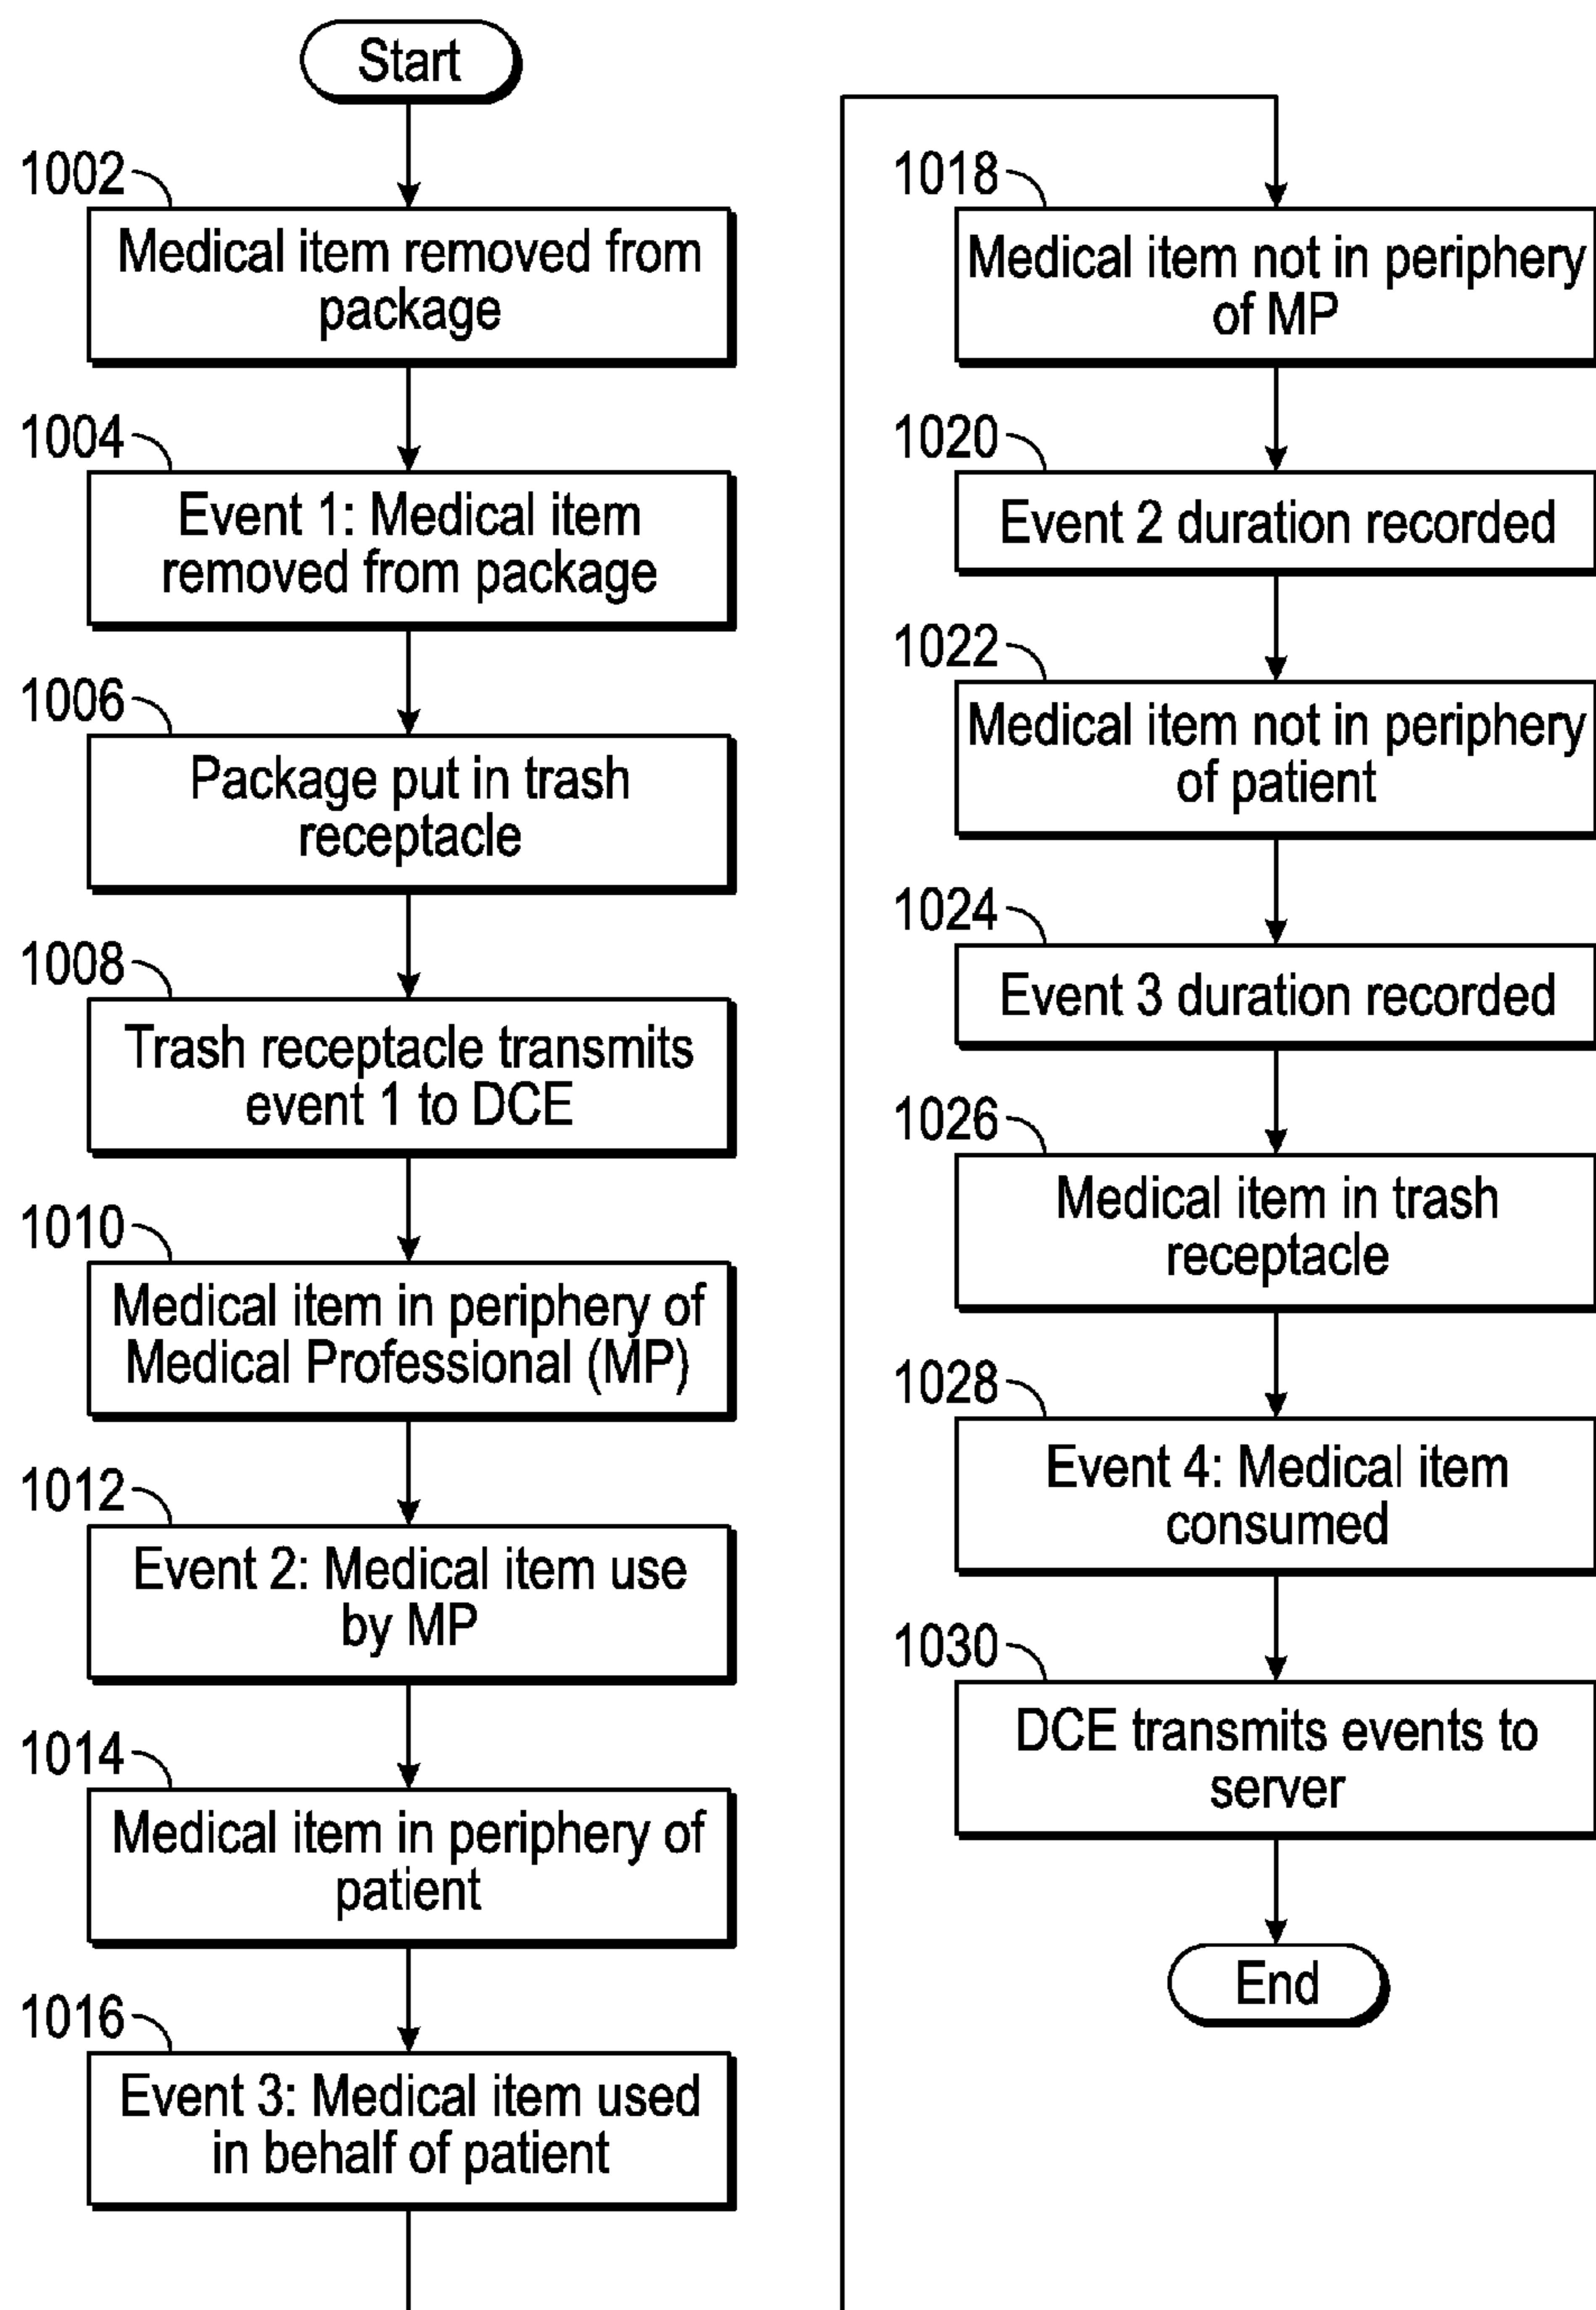 Start
1002
Medical item removed from
package
1004
Event 1: Medical item
removed from package
1006
Package put in trash
receptacle
1008
Trash receptacle transmits
event 1 to DCE
1010
Medical item in periphery of
Medical Professional (MP)
1012
Event 2: Medical item use
by MP
1014
Medical item in periphery of
patient
1016
Event 3: Medical item used
in behalf of patient
1018
Medical item not in periphery
of MP
1020
Event 2 duration recorded
1022
Medical item not in periphery
of patient
1024
Event 3 duration recorded
1026
Medical item in trash
receptacle
1028
Event 4: Medical item
consumed
1030
DCE transmits events to
server
End